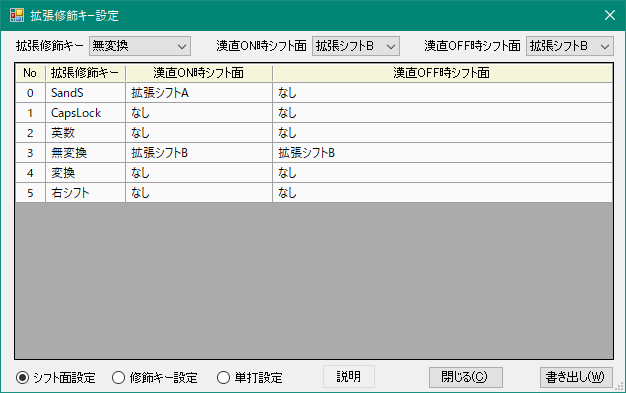 拡張修飾キー設定
拡張修飾キー 無変換 漢直ON時シフト面 拡張シフトB 漢直OFF時シフト面 拡張シフトB
No 拡張修飾キー 漢直ON時シフト面 漢直OFF時シフト面
0 SandS 拡張シフトA なし
1 CapsLock なし なし
2 英数 なし なし
3 無変換 拡張シフトB 拡張シフトB
4 変換 なし なし
5 右シフト なし なし
シフト面設定 修飾キー設定 単打設定 説明 閉じる(C) 書き出し(W)